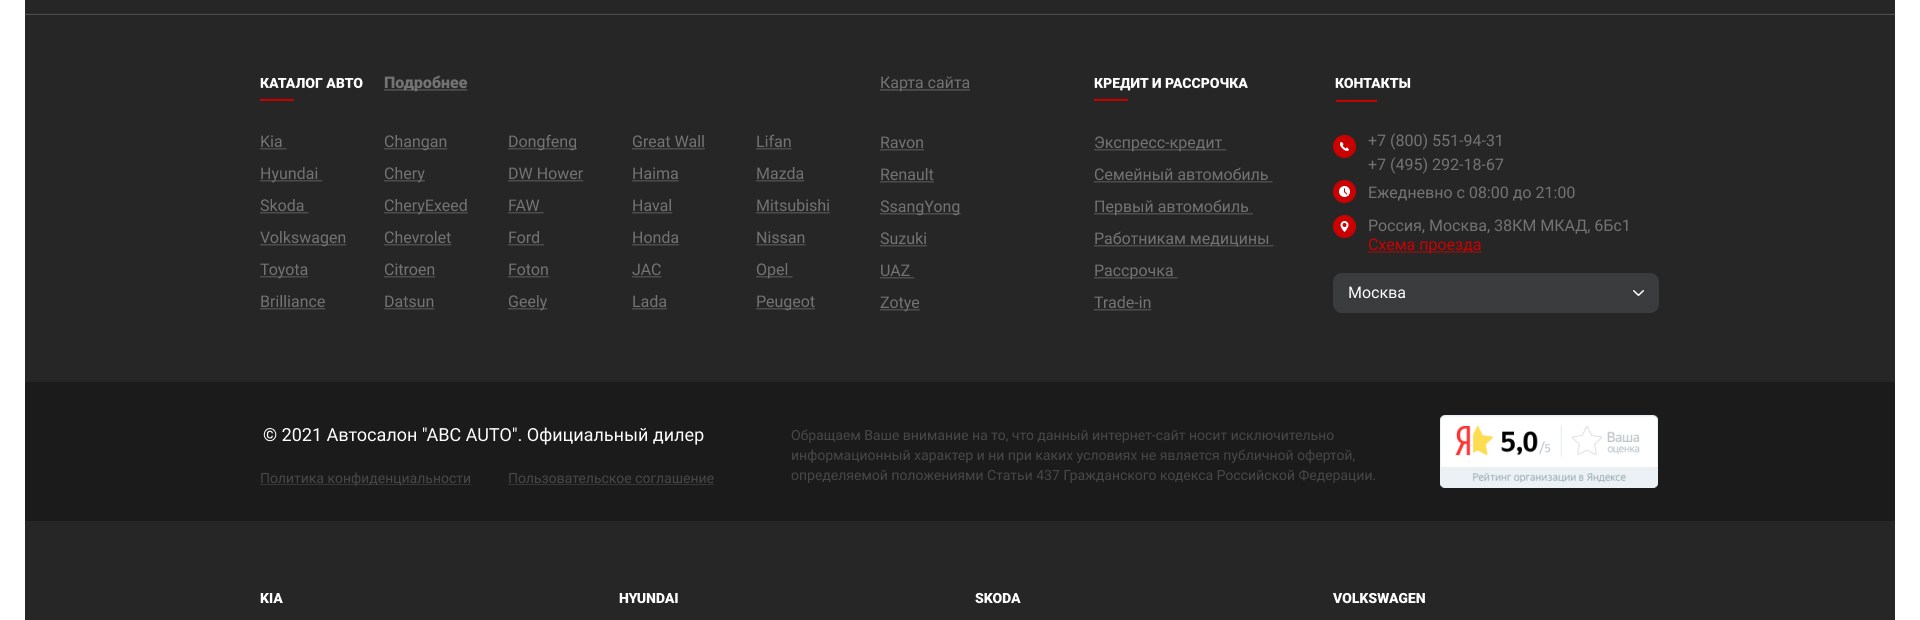 КАТАЛОГ АВТО Подробнее Карта сайта КРЕДИТ И РАССРОЧКА КОНТАКТЫ
Kia Changan Dongfeng Great Wall Lifan Ravon Экспресс-кредит +7 (800) 551-94-31
+7 (495) 292-18-67
Hyundai Chery DW Hower Haima Mazda Renault Семейный автомобиль Ежедневно с 08:00 до 21:00
Skoda CheryExeed FAW Haval Mitsubishi SsangYong Первый автомобиль Россия, Москва, 38КМ МКАД, 6Бс1
Volkswagen Chevrolet Ford Honda Nissan Suzuki Работникам медицины Схема проезда
Toyota Citroen Foton JAC Opel UAZ Рассрочка
Brilliance Datsun Geely Lada Peugeot Zotye Trade-in Москва
© 2021 Автосалон "ABC AUTO". Официальный дилер
Политика конфиденциальности Пользовательское соглашение
Обращаем Ваше внимание на то, что данный интернет-сайт носит исключительно
информационный характер и ни при каких условиях не является публичной офертой,
определяемой положениями Статьи 437 Гражданского кодекса Российской Федерации.
Я 5,0/5 Ваша
оценка
Рейтинг организации в Яндексе
KIA HYUNDAI SKODA VOLKSWAGEN